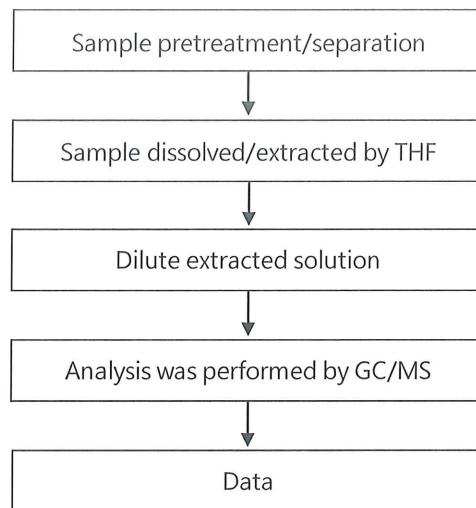 Sample pretreatment/separation
Sample dissolved/extracted by THF
Dilute extracted solution
Analysis was performed by GC/MS
Data